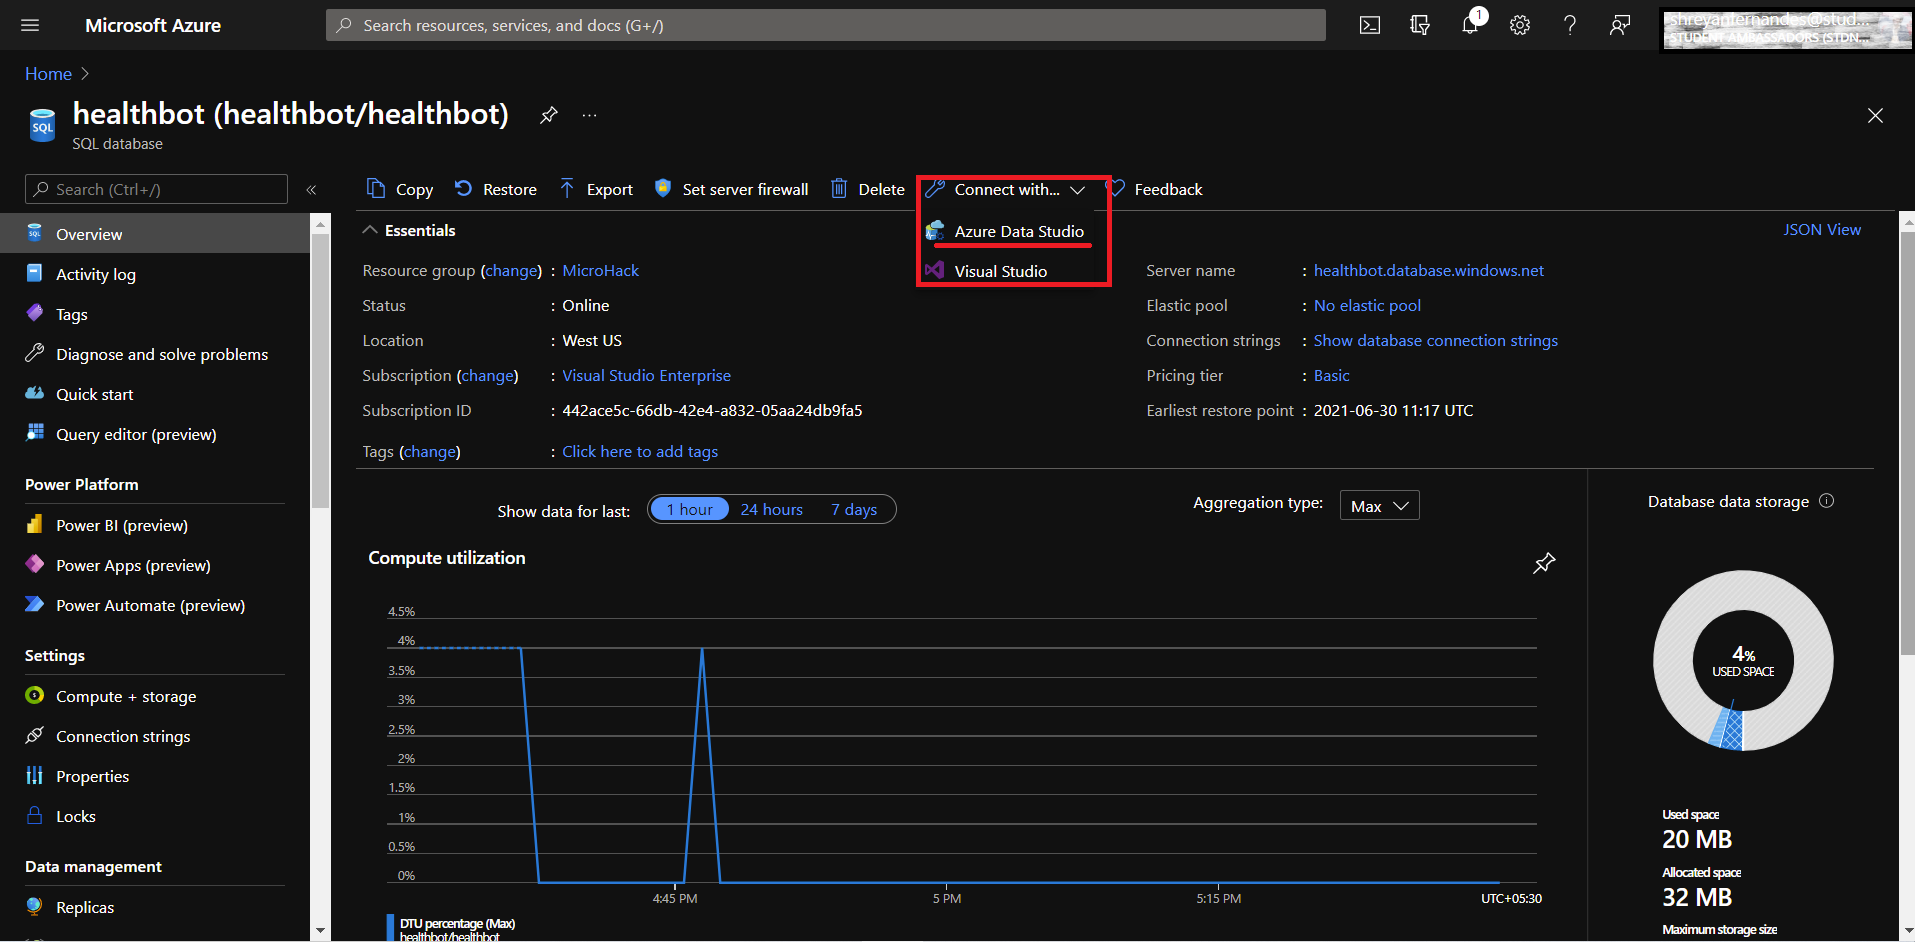 Microsoft Azure
Search resources, services, and docs (G+/)
1
shreyanfernandes@stud...
STUDENT AMBASSADORS (STDN...
Home
healthbot (healthbot/healthbot)
...
SQL
SQL database
Search (Ctrl+/)
«
Copy
Restore
Export
Set server firewall
Delete
Connect with...
Feedback
Azure Data Studio
Visual Studio
Overview
Activity log
Tags
Diagnose and solve problems
Quick start
Query editor (preview)
Power Platform
Power BI (preview)
Power Apps (preview)
Power Automate (preview)
Settings
Compute + storage
Connection strings
Properties
Locks
Data management
Replicas
Essentials
JSON View
Resource group (change) : MicroHack
Status : Online
Location : West US
Subscription (change) : Visual Studio Enterprise
Subscription ID : 442ace5c-66db-42e4-a832-05aa24db9fa5
Tags (change) : Click here to add tags
Server name : healthbot.database.windows.net
Elastic pool : No elastic pool
Connection strings : Show database connection strings
Pricing tier : Basic
Earliest restore point : 2021-06-30 11:17 UTC
Show data for last: 1 hour 24 hours 7 days
Aggregation type: Max
Compute utilization
4.5%
4%
3.5%
3%
2.5%
2%
1.5%
1%
0.5%
0%
4:45 PM 5 PM 5:15 PM UTC+05:30
DTU percentage (Max)
healthbot/healthbot
Database data storage
4%
USED SPACE
Used space
20 MB
Allocated space
32 MB
Maximum storage size